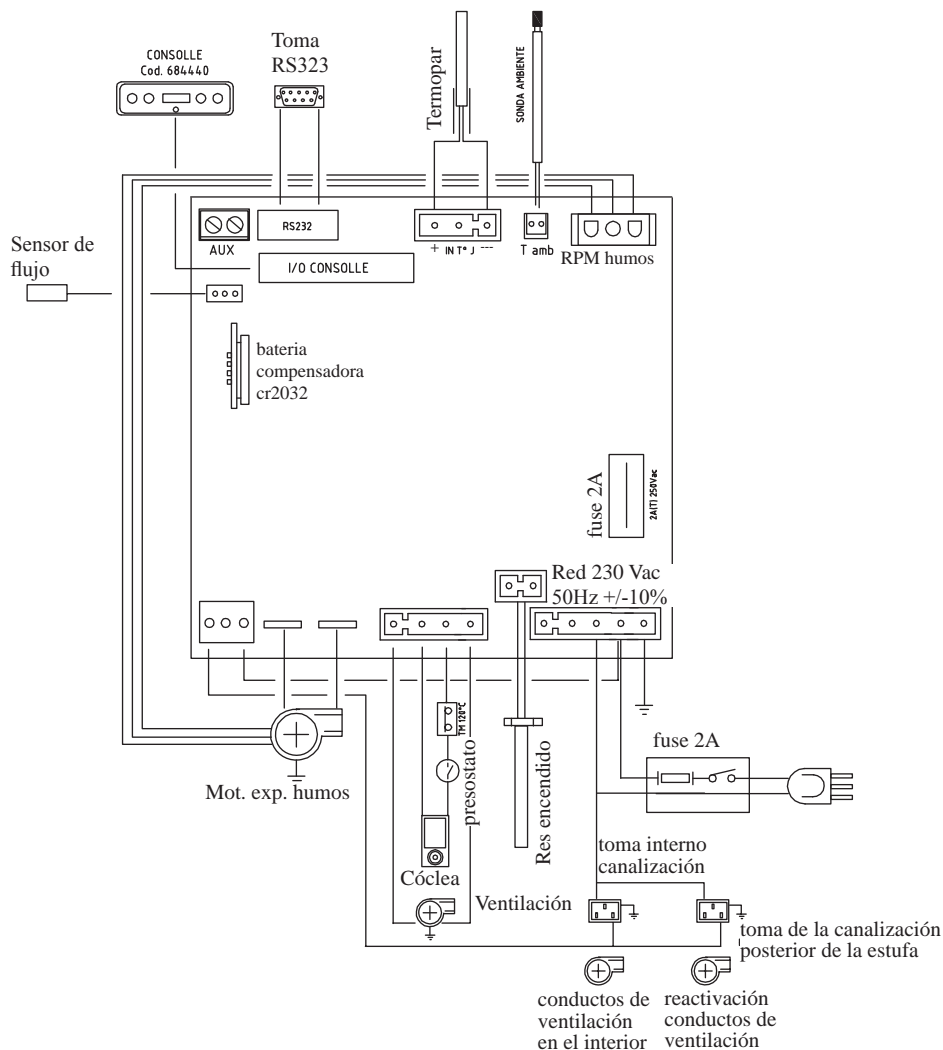 CONSOLLE
Cod. 684440
Toma
RS323
Termopar
SONDA AMBIENTE
AUX
RS232
+ IN T° J ---
T amb
RPM humos
I/O CONSOLLE
Sensor de
flujo
bateria
compensadora
cr2032
fuse 2A
2A(T) 250Vac
Red 230 Vac
50Hz +/-10%
TM 120°C
presostato
Res encendido
fuse 2A
Mot. exp. humos
Cóclea
Ventilación
toma interno
canalización
toma de la canalización
posterior de la estufa
conductos de
ventilación
en el interior
reactivación
conductos de
ventilación